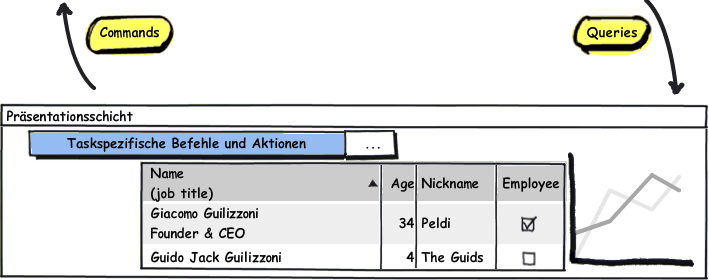 Commands
Queries
Präsentationsschicht
Taskspezifische Befehle und Aktionen ...
Name
(job title) Age Nickname Employee
Giacomo Guilizzoni
Founder & CEO 34 Peldi
Guido Jack Guilizzoni 4 The Guids